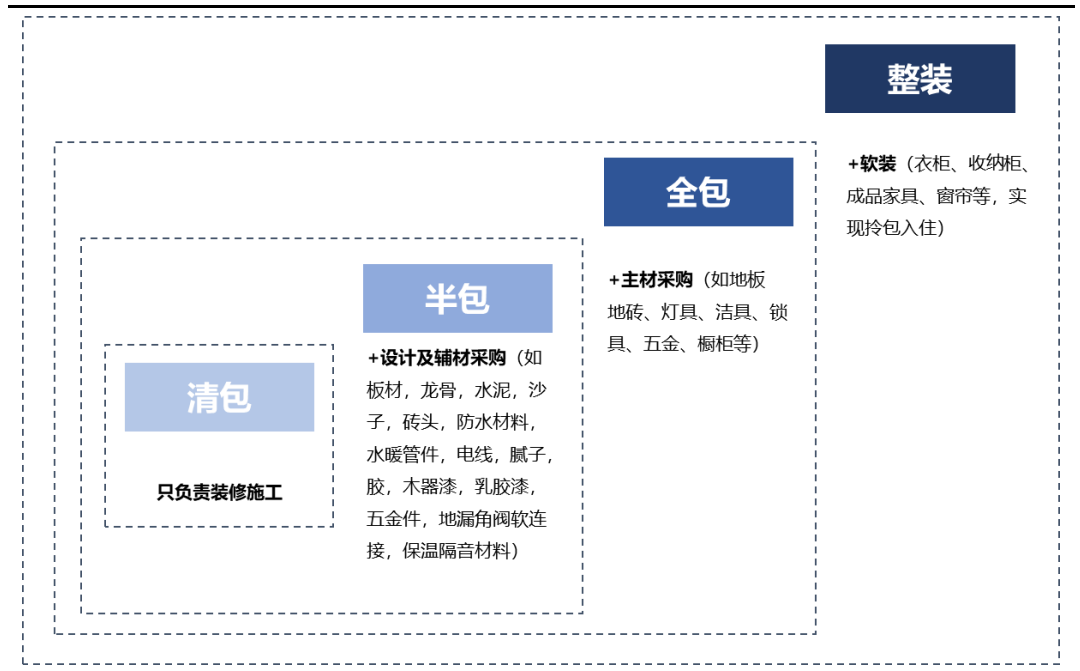 整装
+软装（衣柜、收纳柜、
成品家具、窗帘等，实
现拎包入住）
全包
+主材采购（如地板
地砖、灯具、洁具、锁
具、五金、橱柜等）
半包
+设计及辅材采购（如
板材，龙骨，水泥，沙
子，砖头，防水材料，
水暖管件，电线，腻子，
胶，木器漆，乳胶漆，
五金件，地漏角阀软连
接，保温隔音材料）
清包
只负责装修施工